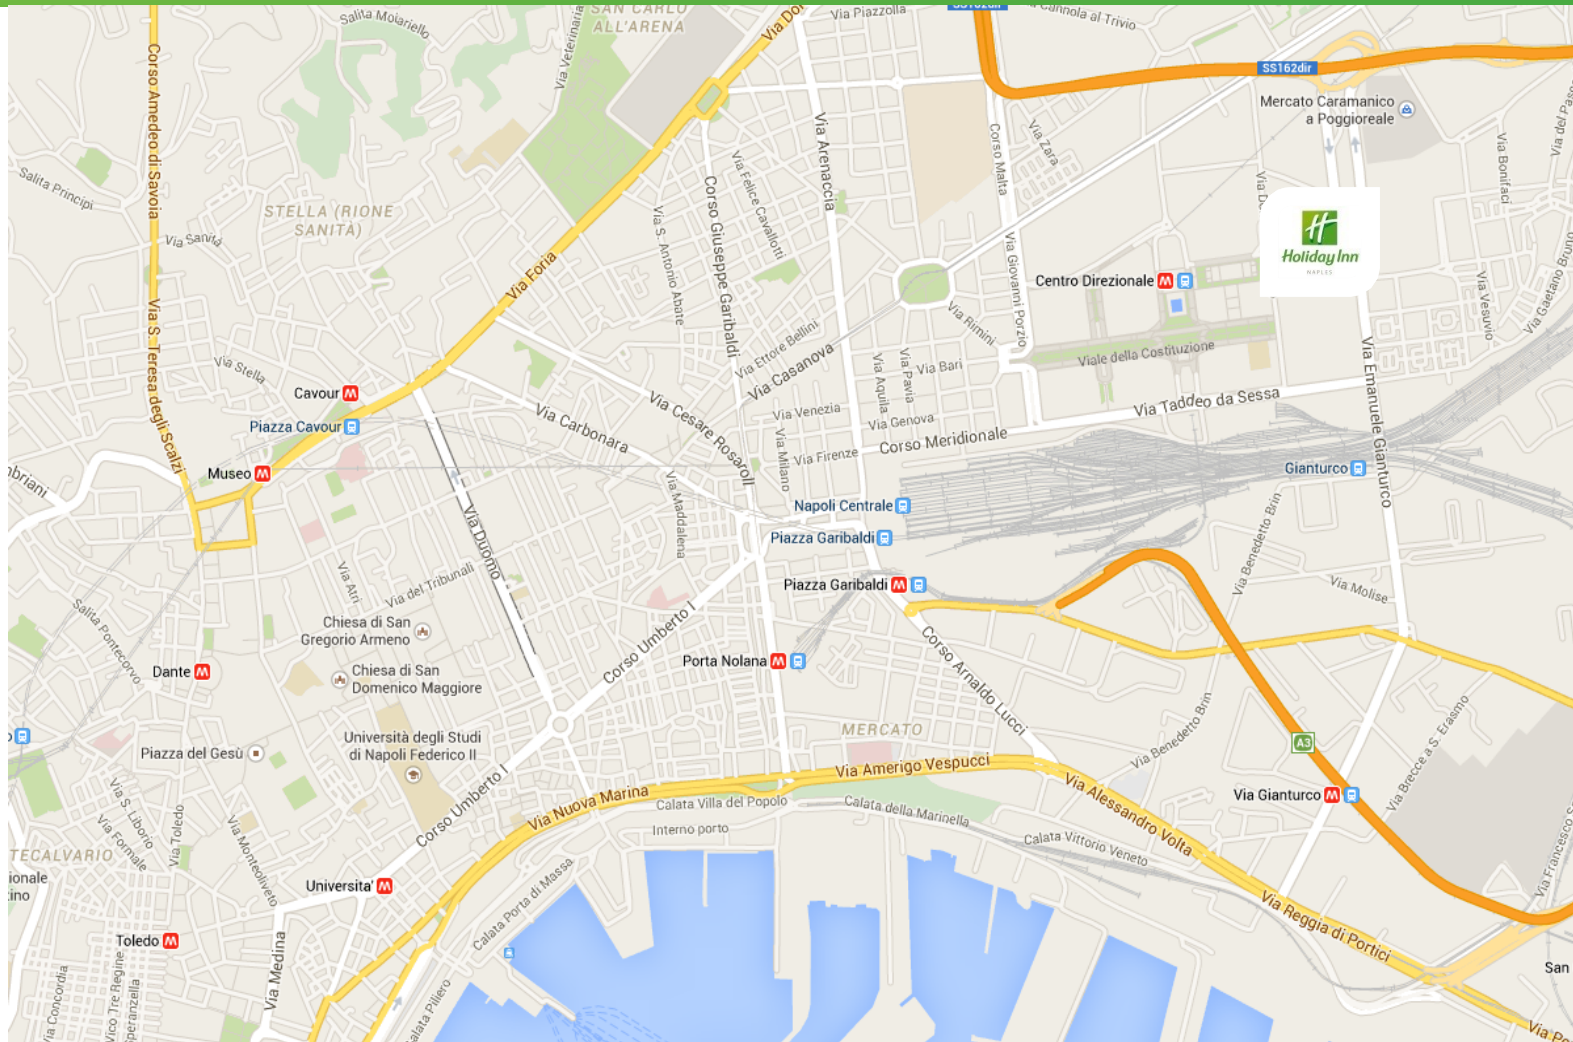 Salita Moiariello
SAN CARLO
ALL'ARENA
Via Piazzolla
SS162dir
Via Veterinaria
Corso Amedeo di Savoia
SS162dir
Mercato Caramanico
a Poggioreale
Via Arenaccia
Corso Malta
Via Zara
Via Bonifaci
Via Felice Cavallotti
Salita Principi
STELLA (RIONE
SANITÀ)
Via Sanità
Via S. Antonio Abate
Corso Giuseppe Garibaldi
Via Foria
Holiday Inn
NAPLES
Centro Direzionale
Via Giovanni Porzio
Via Gaetano Bruno
Via Vesuvio
Via Rimini
Via Ettore Bellini
Via Casanova
Via S. Teresa degli Scalzi
Via Stella
Via Bari
Via Pavia
Via Aquila
Viale della Costituzione
Via Emanuele Gianturco
Cavour
Via Cesare Rosaroll
Via Carbonara
Via Venezia
Via Genova
Via Taddeo da Sessa
Piazza Cavour
Corso Meridionale
Via Milano
Via Firenze
Museo
Gianturco
Via Maddalena
Napoli Centrale
Via Duomo
Piazza Garibaldi
Via Benedetto Brin
Via Atri
Via del Tribunali
Piazza Garibaldi
Via Molise
Salita Pontecorvo
Chiesa di San
Gregorio Armeno
Corso Umberto I
Porta Nolana
Corso Arnaldo Lucci
Dante
Chiesa di San
Domenico Maggiore
MERCATO
Via Benedetto Brin
Via Brecce a S. Erasmo
Università degli Studi
di Napoli Federico II
Piazza del Gesù
A3
Via Amerigo Vespucci
Via Nuova Marina
Via Alessandro Volta
Via Gianturco
Calata Villa del Popolo
Calata della Marinella
Corso Umberto I
Via S. Liborio
Via Formale
Via Toledo
Via Monteoliveto
Interno porto
Calata Vittorio Veneto
Universita'
Calata Porta di Massa
Via Reggia di Portici
Toledo
Via Medina
Via Concordia
Vico Tre Regine
San